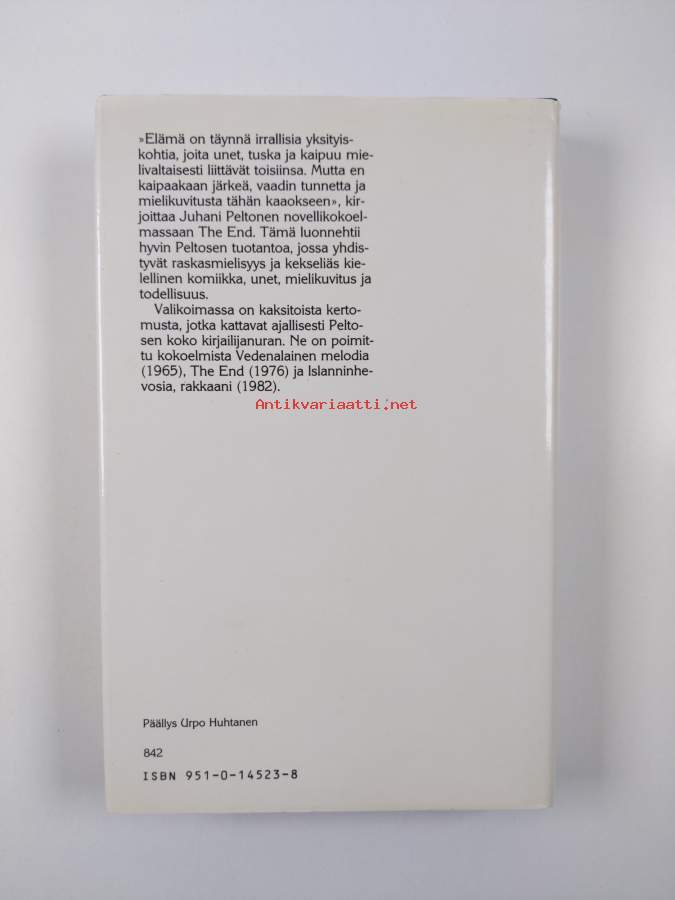 »Elämä on täynnä irrallisia yksityis-
kohtia, joita unet, tuska ja kaipuu mie-
livaltaisesti liittävät toisiinsa. Mutta en
kaipaakaan järkeä, vaadin tunnetta ja
mielikuvitusta tähän kaaokseen», kir-
joittaa Juhani Peltonen novellikokoel-
massaan The End. Tämä luonnehtii
hyvin Peltosen tuotantoa, jossa yhdis-
tyvät raskasmielisyys ja kekseliäs kie-
lellinen komiikka, unet, mielikuvitus ja
todellisuus.
Valikoimassa on kaksitoista kerto-
musta, jotka kattavat ajallisesti Pelto-
sen koko kirjailijanuran. Ne on poimit-
tu kokoelmista Vedenalainen melodia
(1965), The End (1976) ja Islanninhe-
vosia, rakkaani (1982).
Antikvariaatti.net
Päällys Urpo Huhtanen
842
ISBN 951-0-14523-8